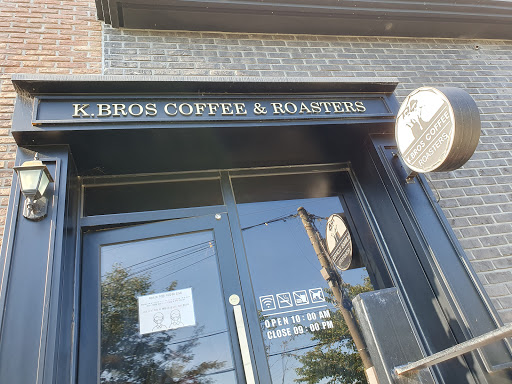 K.BROS COFFEE & ROASTERS
K.BROS COFFEE
ROASTERS
OPEN 10 : 00 AM
CLOSE 09 : 00 PM